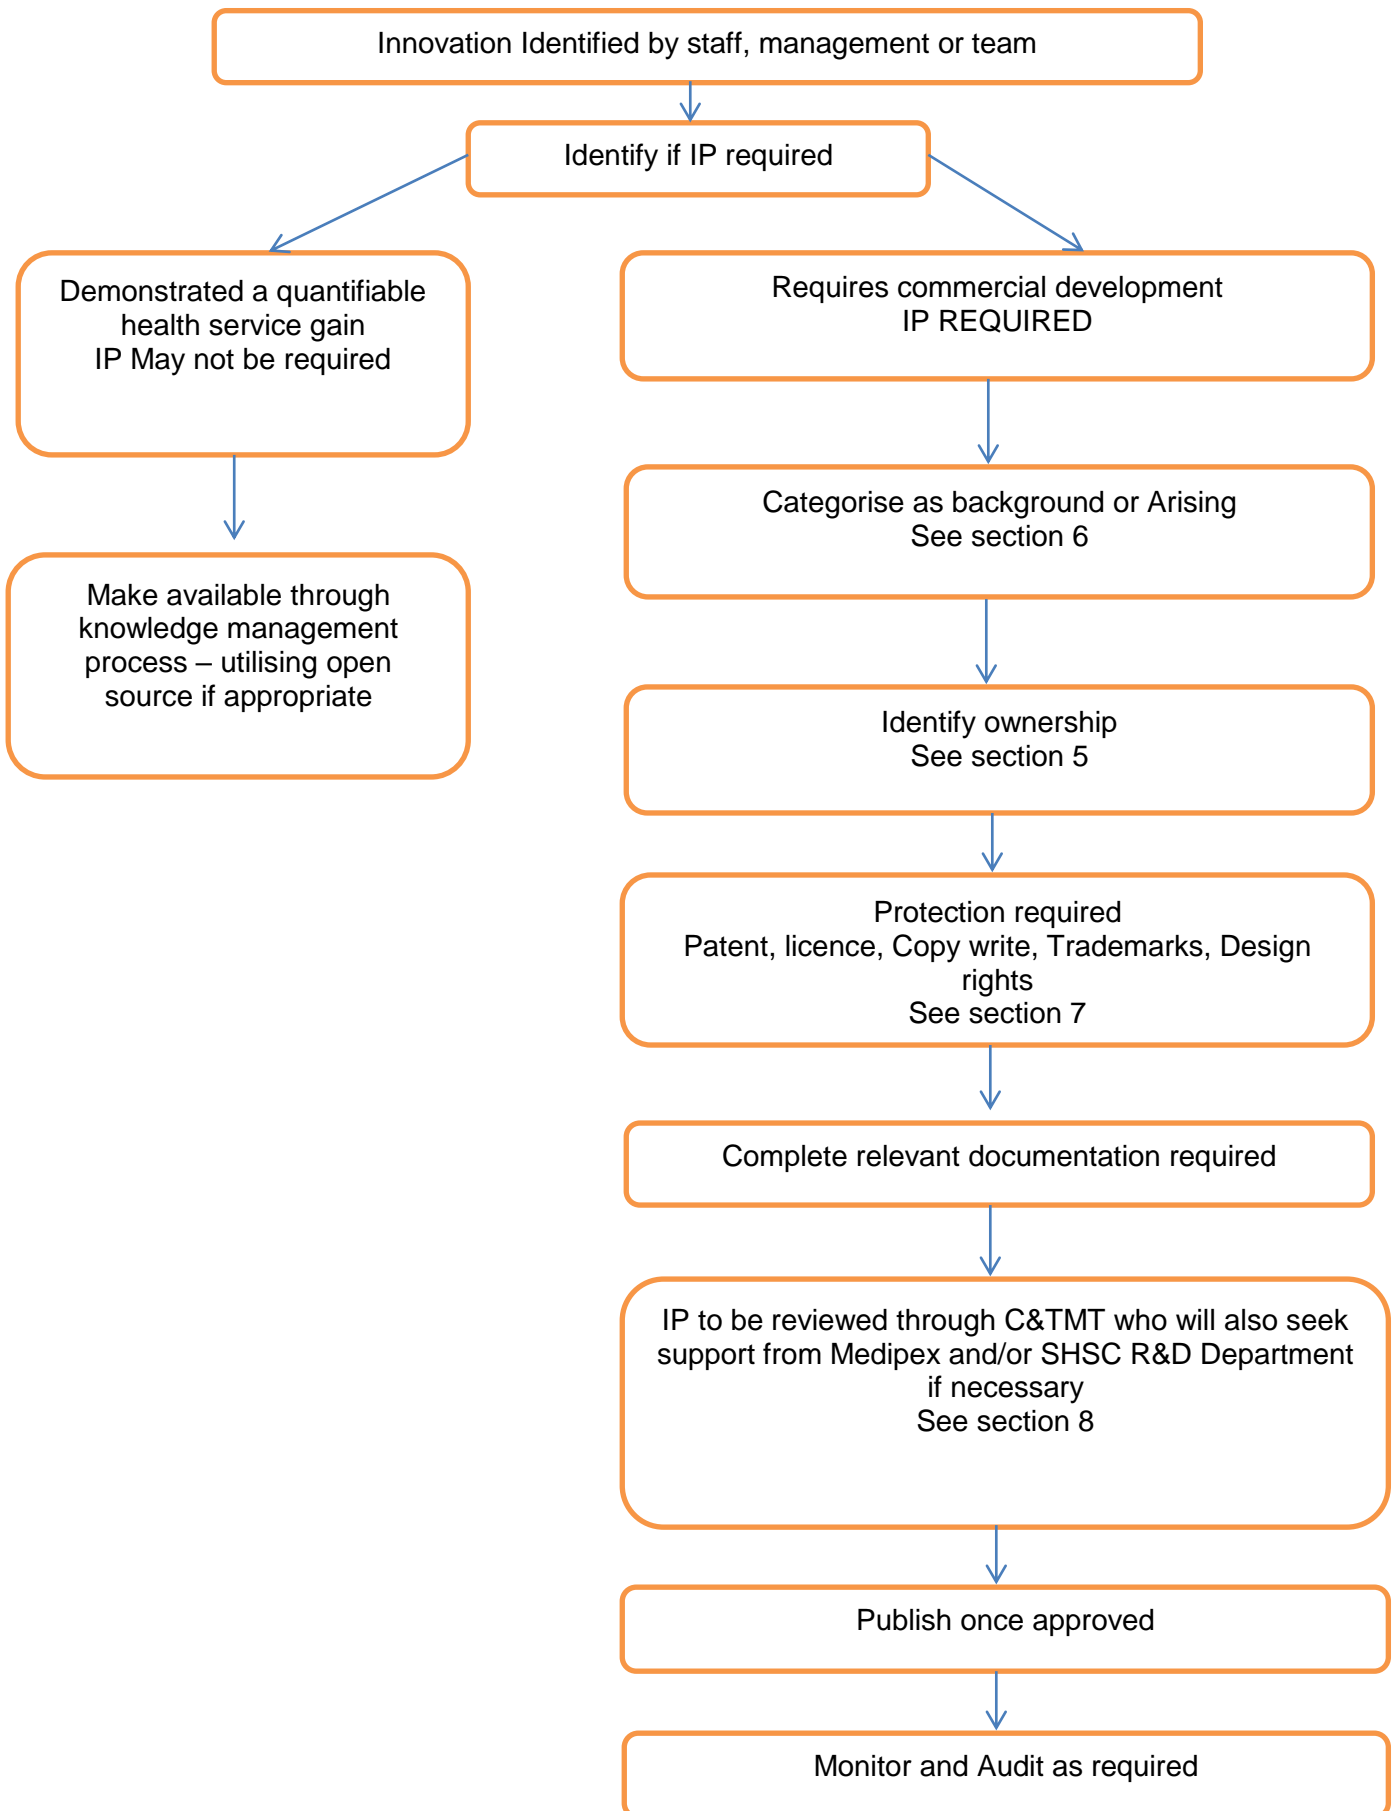 Innovation Identified by staff, management or team
Identify if IP required
Demonstrated a quantifiable
health service gain
IP May not be required
Make available through
knowledge management
process – utilising open
source if appropriate
Requires commercial development
IP REQUIRED
Categorise as background or Arising
See section 6
Identify ownership
See section 5
Protection required
Patent, licence, Copy write, Trademarks, Design
rights
See section 7
Complete relevant documentation required
IP to be reviewed through C&TMT who will also seek
support from Medipex and/or SHSC R&D Department
if necessary
See section 8
Publish once approved
Monitor and Audit as required